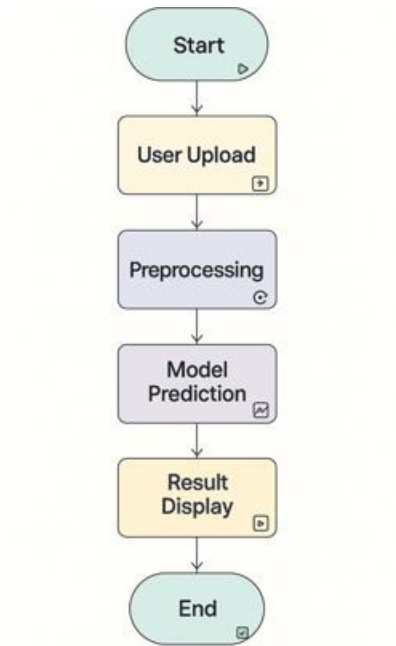 Start
User Upload
Preprocessing
Model
Prediction
Result
Display
End